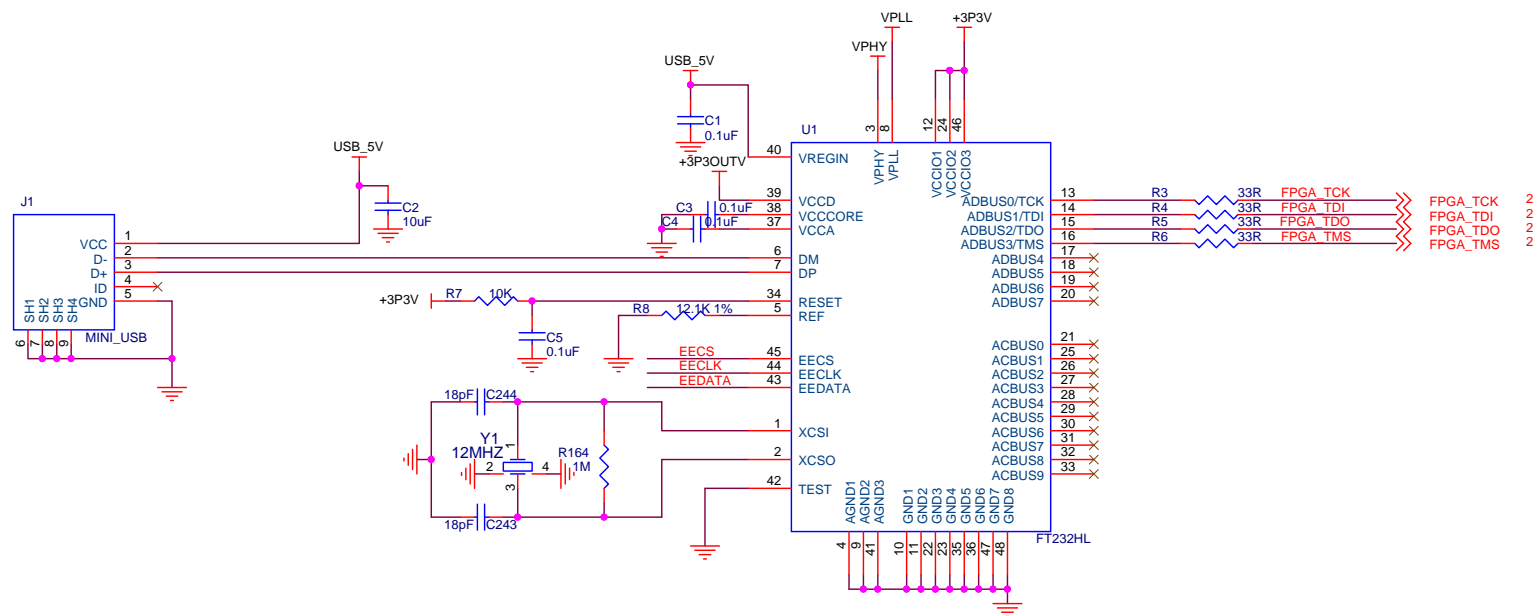 VPLL
+3P3V
VPHY
USB_5V
C1
0.1uF
U1
3
8
12
24
46
USB_5V
C2
10uF
+3P3OUTV
J1
VCC 1
D- 2
D+ 3
ID 4
GND 5
SH1
SH2
SH3
SH4
6
7
8
9
MINI_USB
40 VREGIN
39 VCCD
C3 0.1uF 38 VCCCORE
C4 0.1uF 37 VCCA
6 DM
7 DP
+3P3V R7 10K 34 RESET
R8 12.1K 1% 5 REF
C5
0.1uF
EECS 45 EECS
EECLK 44 EECLK
EEDATA 43 EEDATA
18pF C244
1 XCSI
Y1
12MHZ
1
2
4
3
R164
1M
2 XCSO
42 TEST
18pF C243
VPHY
VPLL
VCCIO1
VCCIO2
VCCIO3
ADBUS0/TCK 13 R3 33R FPGA_TCK FPGA_TCK 2
ADBUS1/TDI 14 R4 33R FPGA_TDI FPGA_TDI 2
ADBUS2/TDO 15 R5 33R FPGA_TDO FPGA_TDO 2
ADBUS3/TMS 16 R6 33R FPGA_TMS FPGA_TMS 2
ADBUS4 17
ADBUS5 18
ADBUS6 19
ADBUS7 20
ACBUS0 21
ACBUS1 25
ACBUS2 26
ACBUS3 27
ACBUS4 28
ACBUS5 29
ACBUS6 30
ACBUS7 31
ACBUS8 32
ACBUS9 33
AGND1
AGND2
AGND3
GND1
GND2
GND3
GND4
GND5
GND6
GND7
GND8
4
9
41
10
11
22
23
35
36
47
48
FT232HL